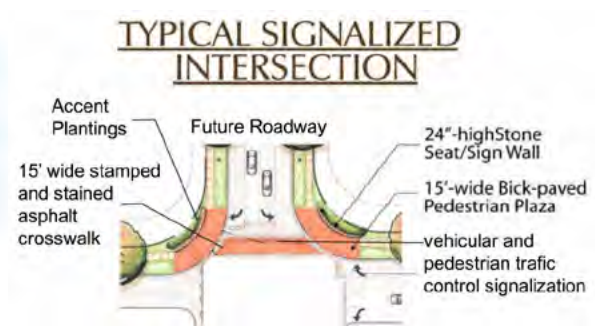 TYPICAL SIGNALIZED
INTERSECTION
Accent
Plantings
Future Roadway
24"-highStone
Seat/Sign Wall
15' wide stamped
and stained
asphalt
crosswalk
15'-wide Bick-paved
Pedestrian Plaza
vehicular and
pedestrian trafic
control signalization